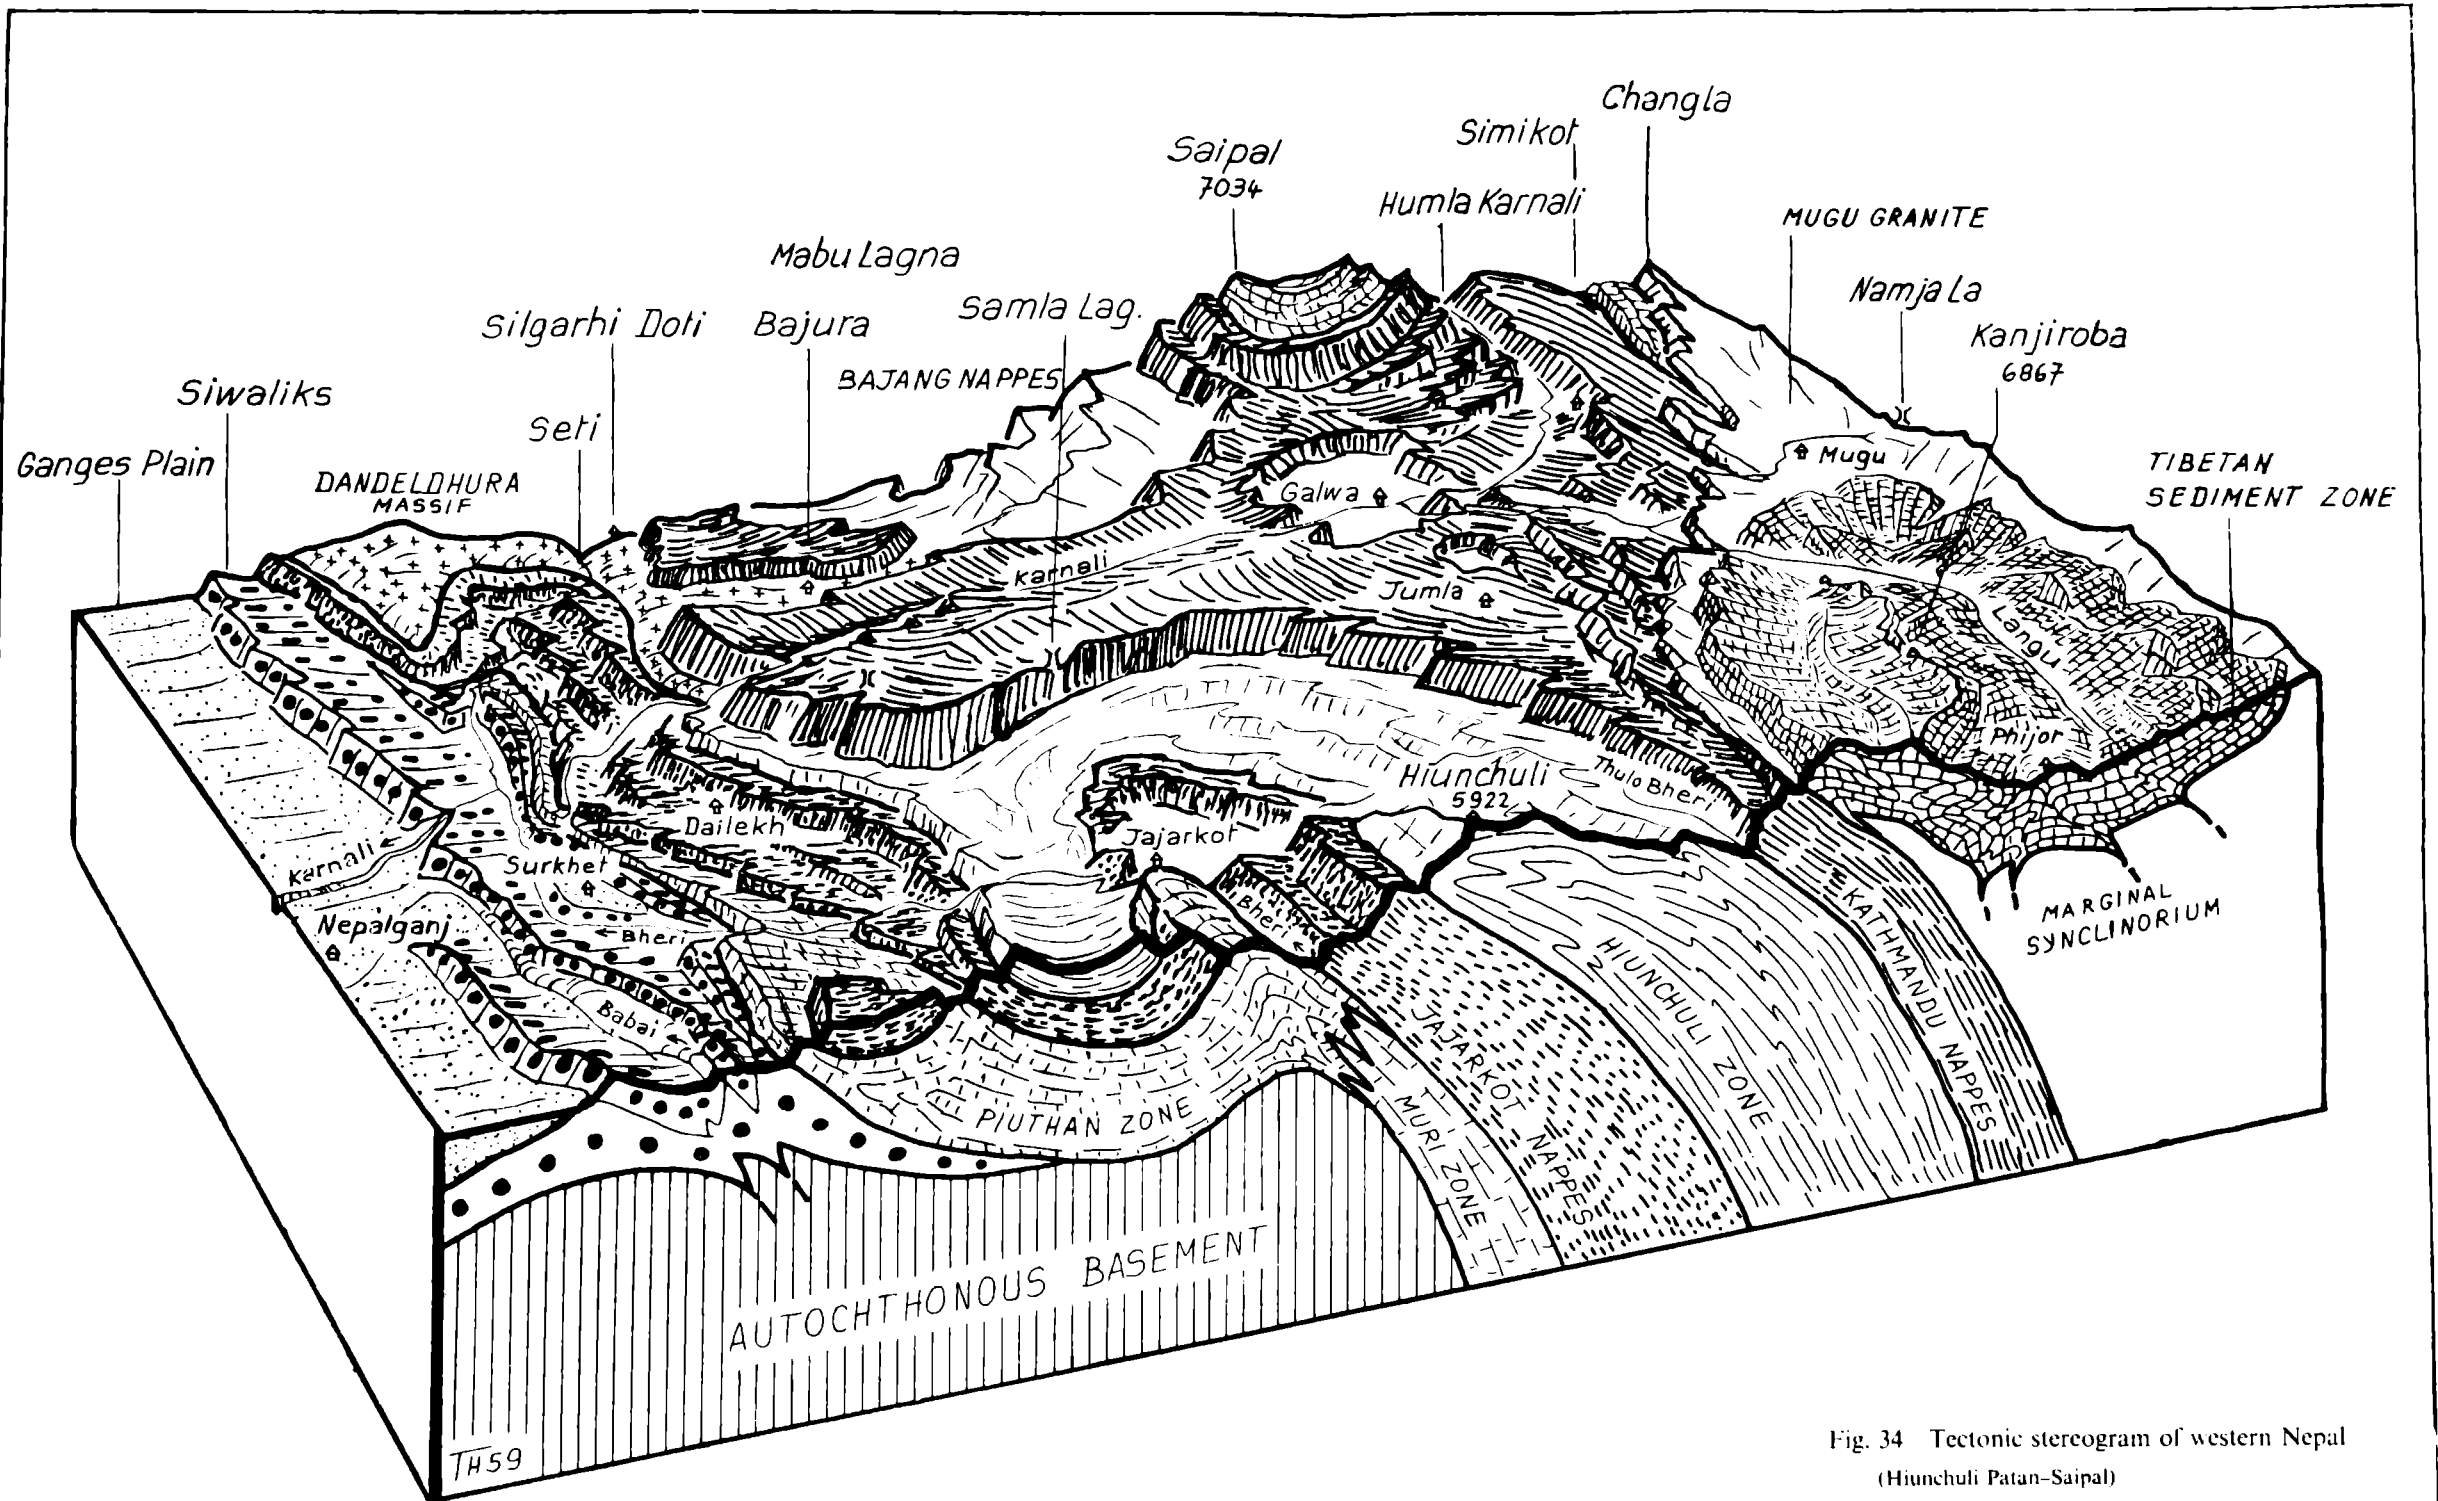 Changla
Simikot
Saipal
7034
Humla Karnali
MUGU GRANITE
Mabu Lagna
Namja La
Samla Lag.
Silgarhi Doti
Bajura
Kanjiroba
6867
BAJANG NAPPES
Siwaliks
Seti
Ganges Plain
DANDELDHURA
MASSIF
Mugu
TIBETAN
SEDIMENT ZONE
Galwa
Karnali
Jumla
Langu
Phijor
Thulo Bheri
Hiunchuli
5922
Dailekh
Jajarkot
Karnali
Surkhet
Nepalganj
Bheri
Bheri
Babai
MARGINAL
SYNCLINORIUM
KATHMANDU NAPPES
HIUNCHULI ZONE
JAJARKOT NAPPES
MURI ZONE
PIUTHAN ZONE
AUTOCHTHONOUS BASEMENT
TH59
Fig. 34 Tectonic stereogram of western Nepal
(Hiunchuli Patan–Saipal)